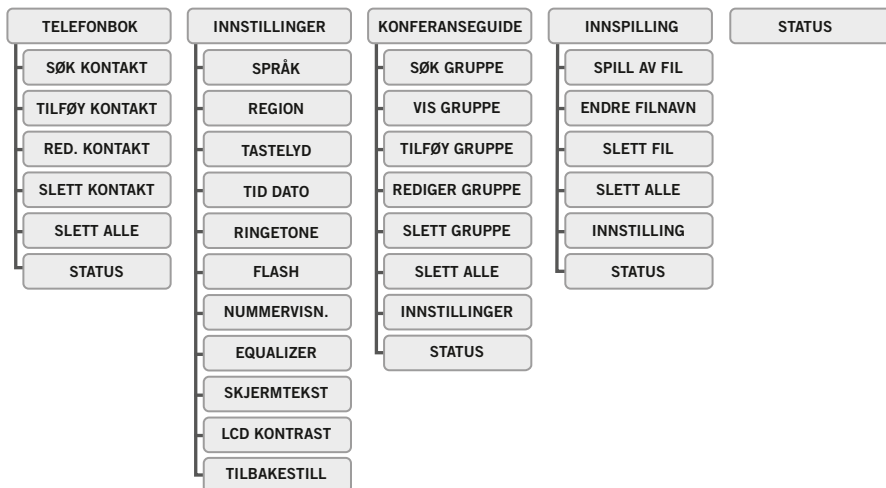 TELEFONBOK
SØK KONTAKT
TILFØY KONTAKT
RED. KONTAKT
SLETT KONTAKT
SLETT ALLE
STATUS
INNSTILLINGER
SPRÅK
REGION
TASTELYD
TID DATO
RINGETONE
FLASH
NUMMERVISN.
EQUALIZER
SKJERMTEKST
LCD KONTRAST
TILBAKESTILL
KONFERANSEGUIDE
SØK GRUPPE
VIS GRUPPE
TILFØY GRUPPE
REDIGER GRUPPE
SLETT GRUPPE
SLETT ALLE
INNSTILLINGER
STATUS
INNSPILLING
SPILL AV FIL
ENDRE FILNAVN
SLETT FIL
SLETT ALLE
INNSTILLING
STATUS
STATUS